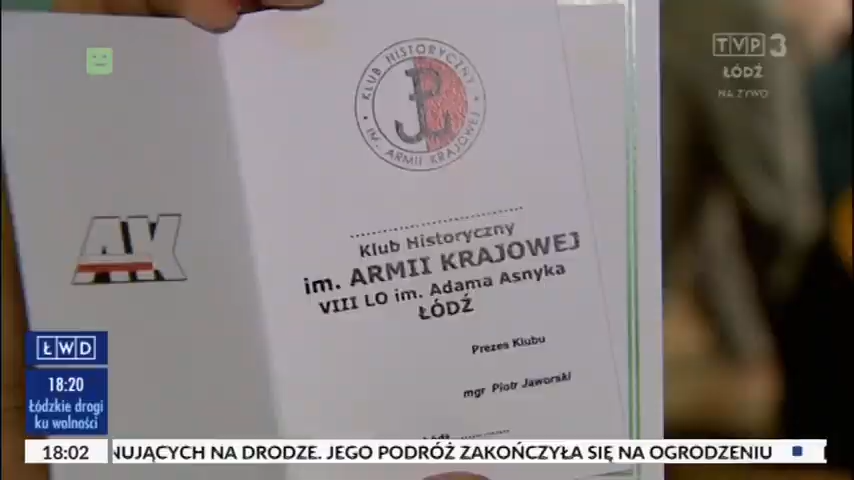 TVP3
ŁÓDŹ
NA ŻYWO
KLUB HISTORYCZNY
IM. ARMII KRAJOWEJ
AK
Klub Historyczny
im. ARMII KRAJOWEJ
VIII LO im. Adama Asnyka
ŁÓDŹ
Prezes Klubu
mgr Piotr Jaworski
ŁWD
18:20
Łódzkie drogi
ku wolności
18:02 NUJĄCYCH NA DRODZE. JEGO PODRÓŻ ZAKOŃCZYŁA SIĘ NA OGRODZENIU